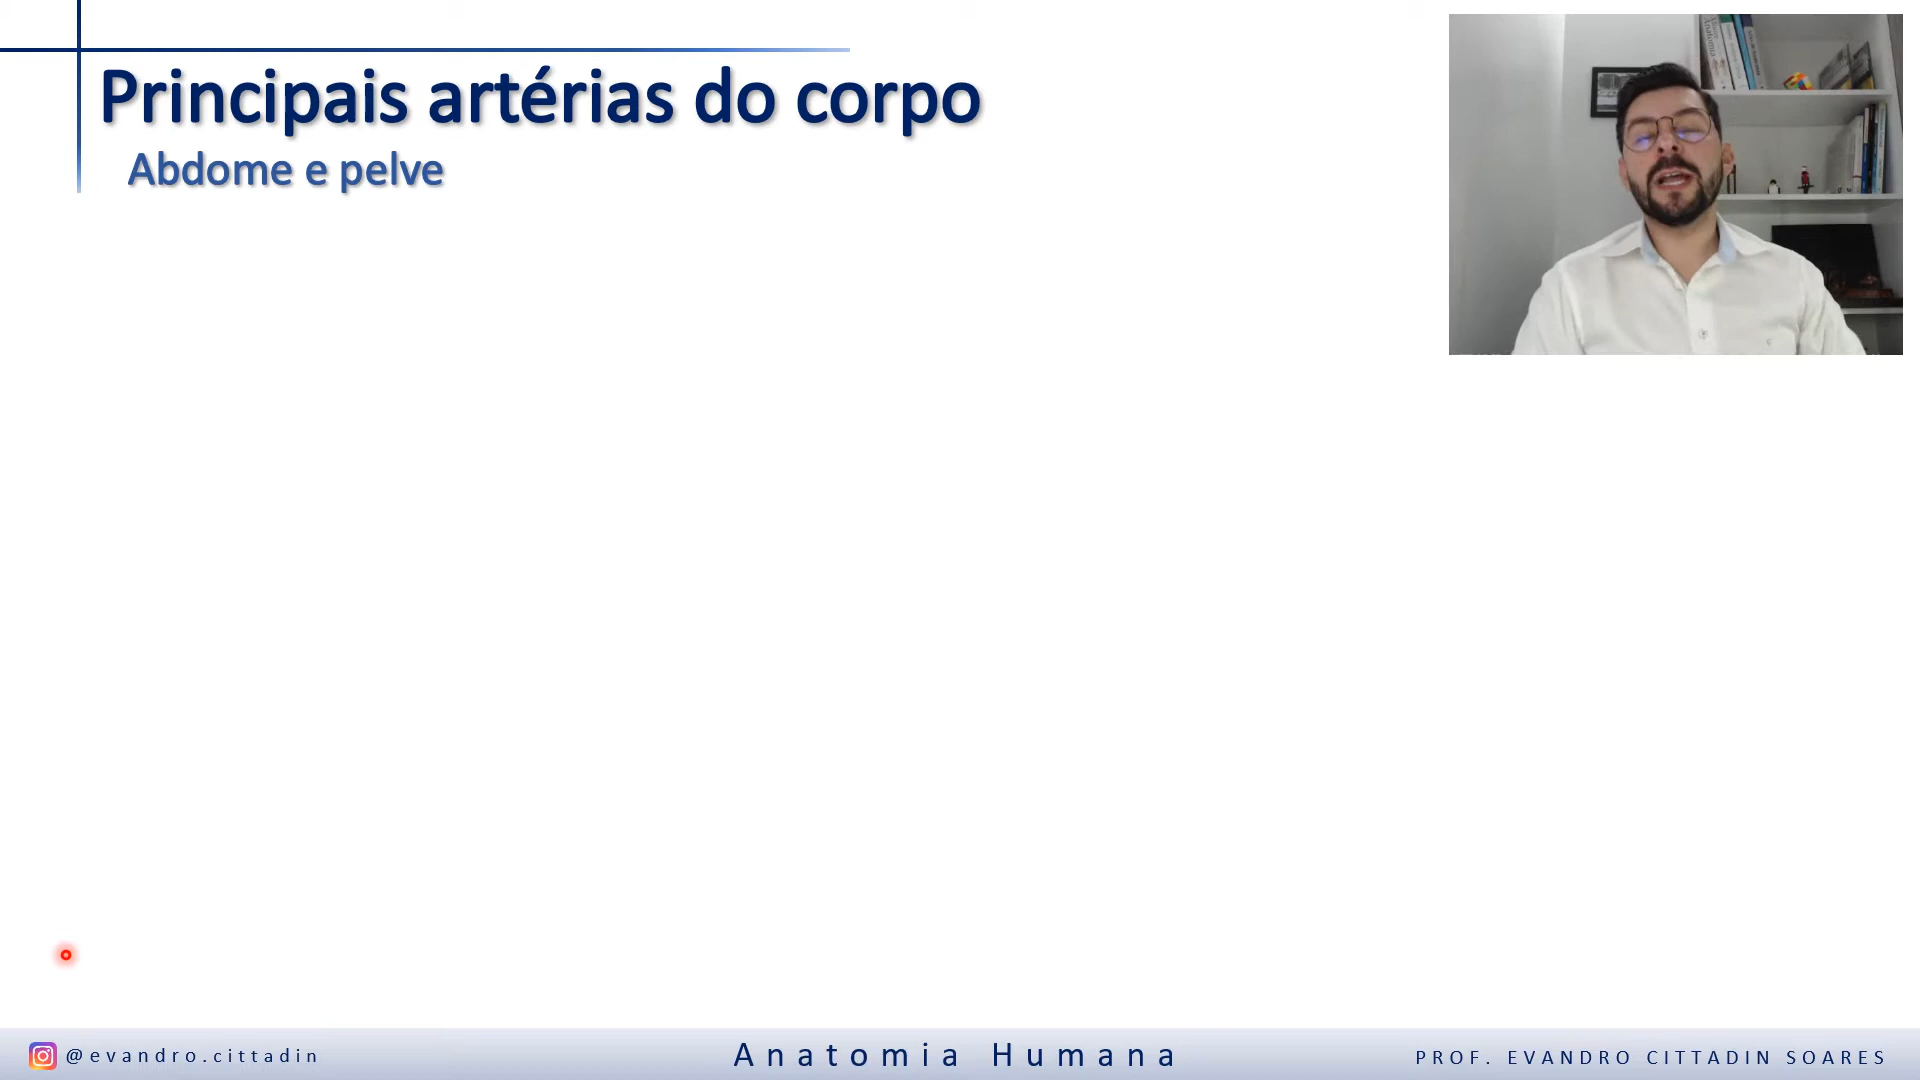 Principais artérias do corpo
Abdome e pelve
@evandro.cittadin
Anatomia Humana
PROF. EVANDRO CITTADIN SOARES